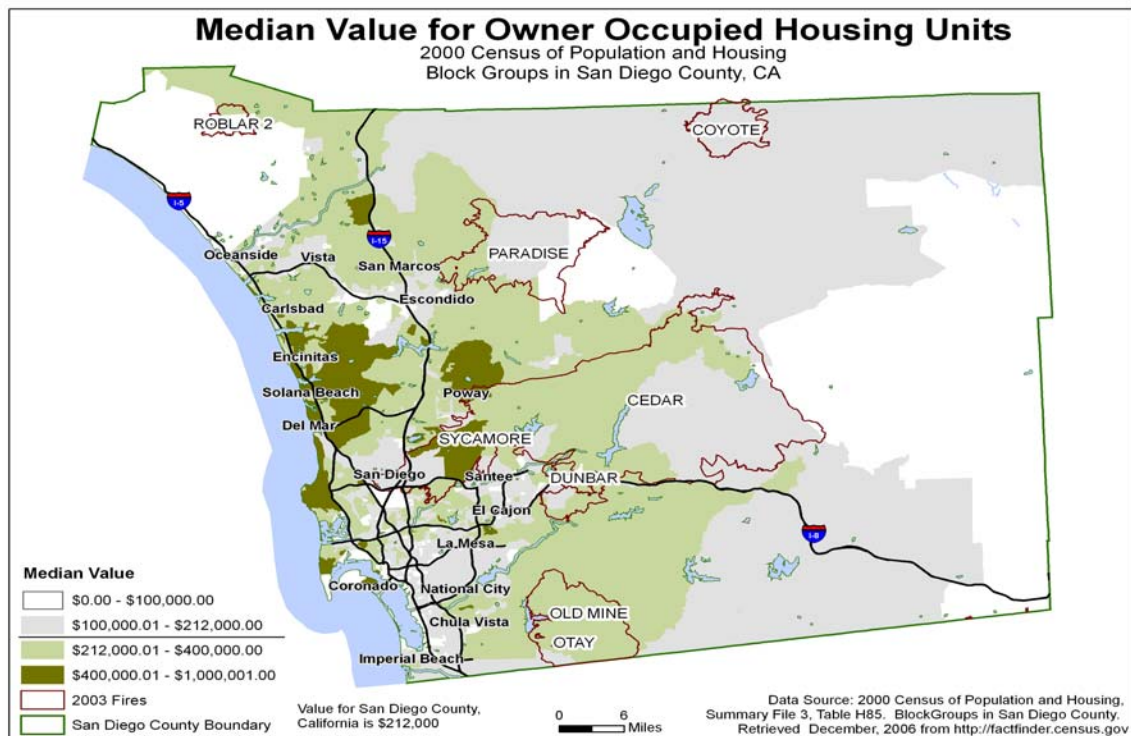 Median Value for Owner Occupied Housing Units
2000 Census of Population and Housing
Block Groups in San Diego County, CA
ROBLAR 2
COYOTE
I-5
I-15
PARADISE
Oceanside
Vista
San Marcos
Escondido
Carlsbad
Encinitas
Solana Beach
Poway
CEDAR
Del Mar
SYCAMORE
San Diego
Santee
DUNBAR
El Cajon
I-8
La Mesa
Coronado
National City
OLD MINE
Chula Vista
OTAY
Imperial Beach
Median Value
$0.00 - $100,000.00
$100,000.01 - $212,000.00
$212,000.01 - $400,000.00
$400,000.01 - $1,000,001.00
2003 Fires
San Diego County Boundary
Value for San Diego County,
California is $212,000
0 6
Miles
Data Source: 2000 Census of Population and Housing,
Summary File 3, Table H85. BlockGroups in San Diego County.
Retrieved December, 2006 from http://factfinder.census.gov